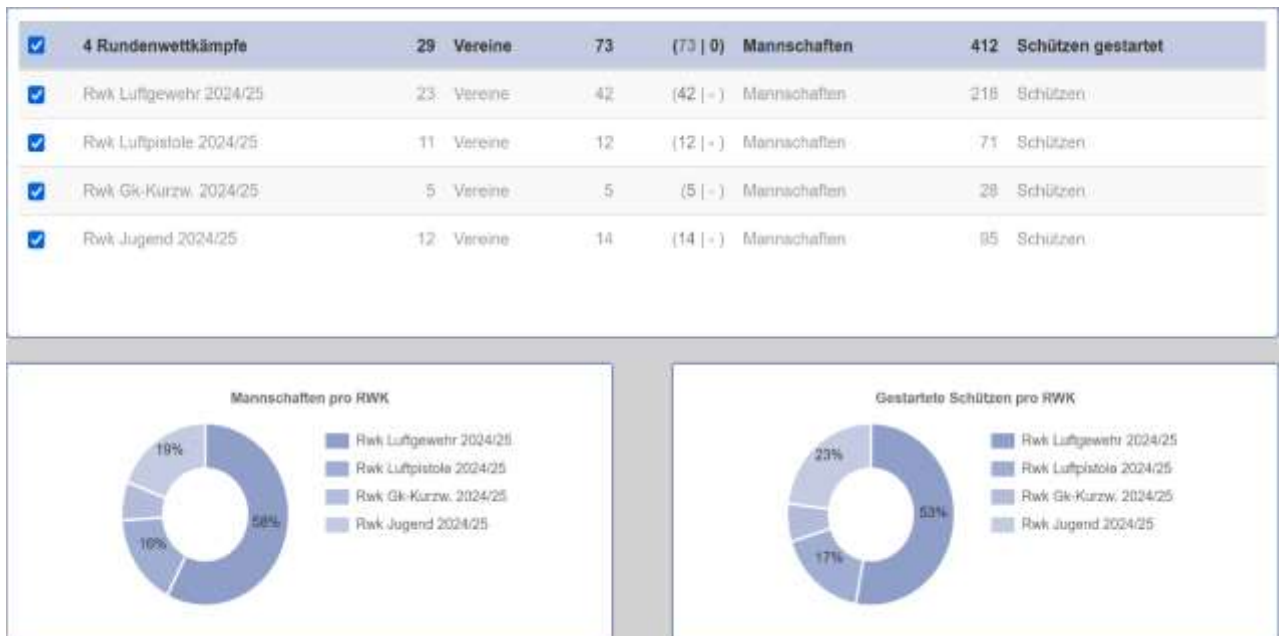 4 Rundenwettkämpfe 29 Vereine 73 (73 | 0) Mannschaften 412 Schützen gestartet
Rwk Luftgewehr 2024/25 23 Vereine 42 (42 | - ) Mannschaften 218 Schützen
Rwk Luftpistole 2024/25 11 Vereine 12 (12 | - ) Mannschaften 71 Schützen
Rwk Gk-Kurzw. 2024/25 5 Vereine 5 (5 | - ) Mannschaften 28 Schützen
Rwk Jugend 2024/25 12 Vereine 14 (14 | - ) Mannschaften 95 Schützen
Mannschaften pro RWK
19%
58%
16%
Rwk Luftgewehr 2024/25
Rwk Luftpistole 2024/25
Rwk Gk-Kurzw. 2024/25
Rwk Jugend 2024/25
Gestartete Schützen pro RWK
23%
53%
17%
Rwk Luftgewehr 2024/25
Rwk Luftpistole 2024/25
Rwk Gk-Kurzw. 2024/25
Rwk Jugend 2024/25